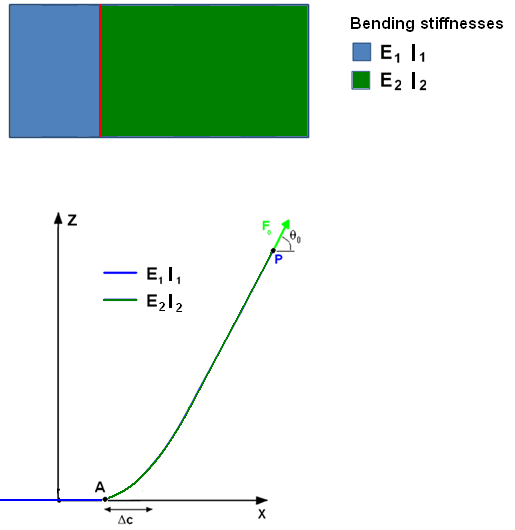 Bending stiffnesses
E₁ I₁
E₂ I₂
Z
F₀
θ₀
P
E₁ I₁
E₂ I₂
A
Δc
X